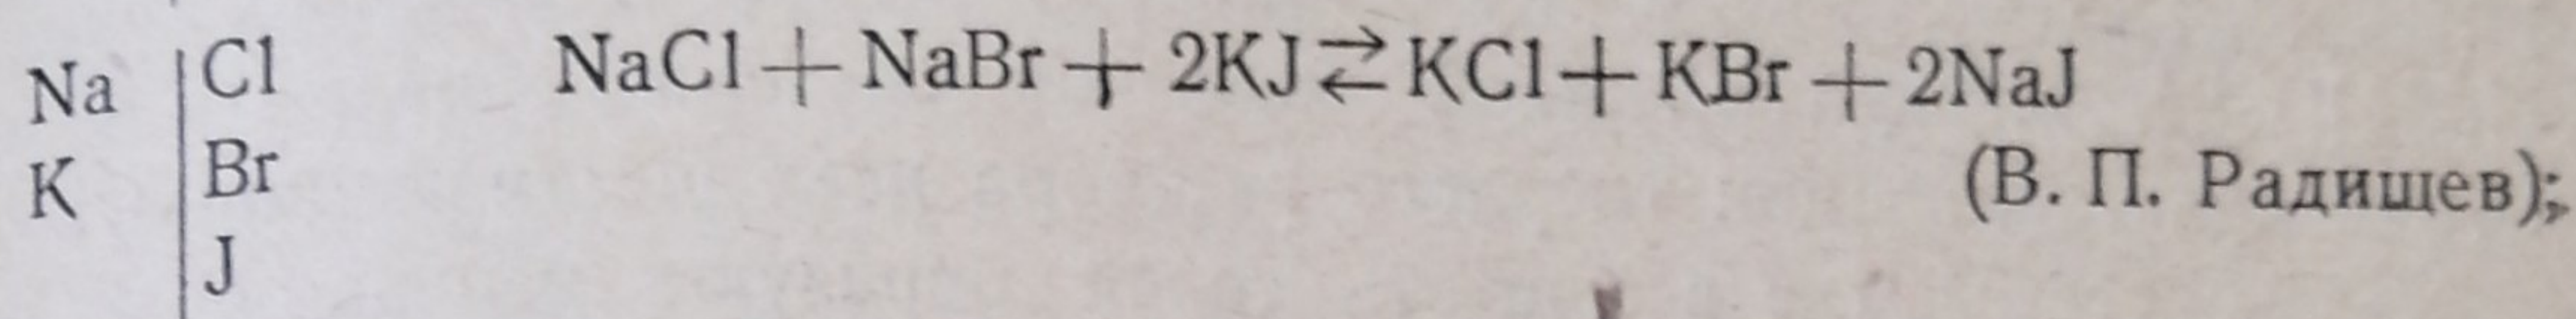 Na | Cl NaCl + NaBr + 2KJ ⇄ KCl + KBr + 2NaJ
K | Br (В. П. Радищев);
| J